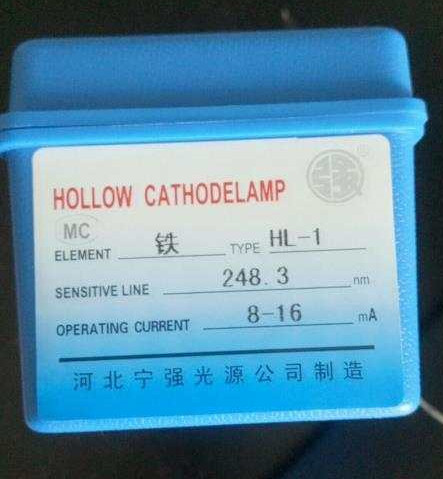 强®
HOLLOW CATHODELAMP
MC
ELEMENT 铁 TYPE HL-1
SENSITIVE LINE 248.3 nm
OPERATING CURRENT 8-16 mA
河北宁强光源公司制造